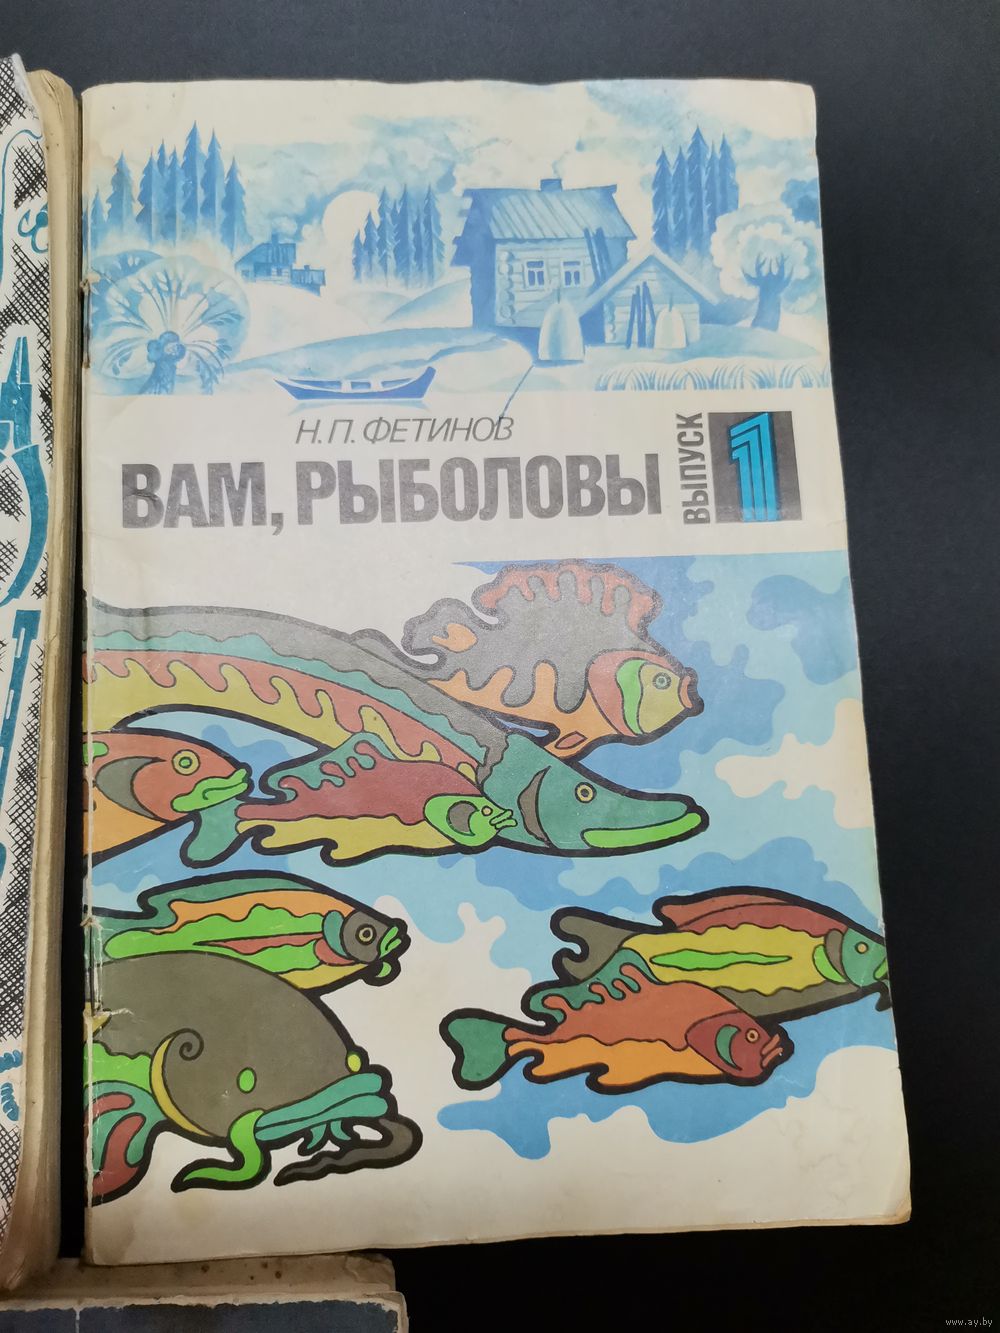 Н.П. ФЕТИНОВ
ВАМ, РЫБОЛОВЫ
ВЫПУСК 1
www.ay.by